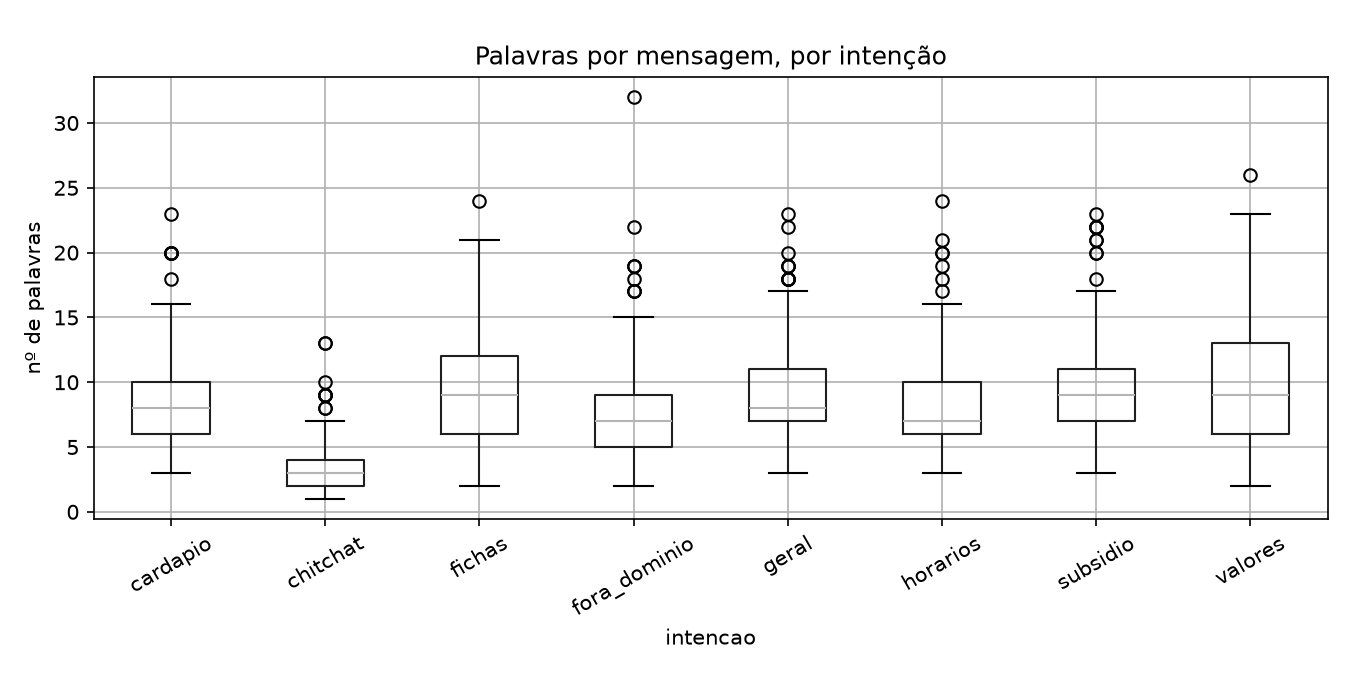 Palavras por mensagem, por intenção
nº de palavras
30
25
20
15
10
5
0
cardapio
chitchat
fichas
fora_dominio
geral
horarios
subsidio
valores
intencao